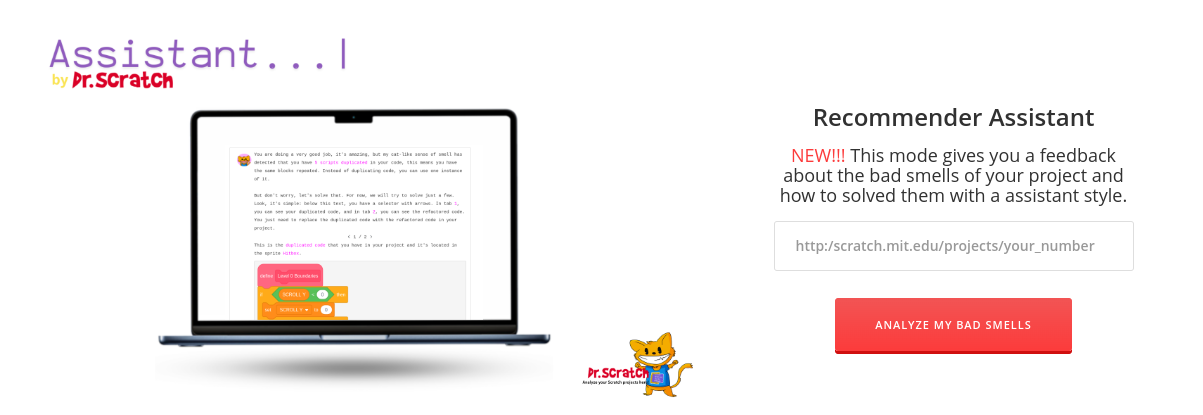 Assistant...|
by Dr.Scratch
You are doing a very good job, it's amazing, but my cat-like sense of smell has
detected that you have 8 scripts duplicated in your code, this means you have
the same blocks repeated. Instead of duplicating code, you can use one instance
of it.
But don't worry, let's solve that. For now, we will try to solve just a few.
Look, it's simple: below this text, you have a selector with arrows. In tab 1,
you can see your duplicated code, and in tab 2, you can see the refactored code.
You just need to replace the duplicated code with the refactored code in your
project.
< 1 / 2 >
This is the duplicated code that you have in your project and it's located in
the sprite Hitbox.
define Load 0 Boundaries
if SCROLL Y < 0 then
set SCROLL Y to 0
Dr.Scratch
Analyze your Scratch projects here
Recommender Assistant
NEW!!! This mode gives you a feedback
about the bad smells of your project and
how to solved them with a assistant style.
http:/scratch.mit.edu/projects/your_number
ANALYZE MY BAD SMELLS